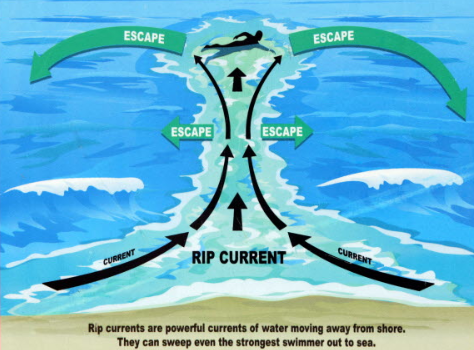 ESCAPE
ESCAPE
ESCAPE
ESCAPE
CURRENT
RIP CURRENT
CURRENT
Rip currents are powerful currents of water moving away from shore.
They can sweep even the strongest swimmer out to sea.